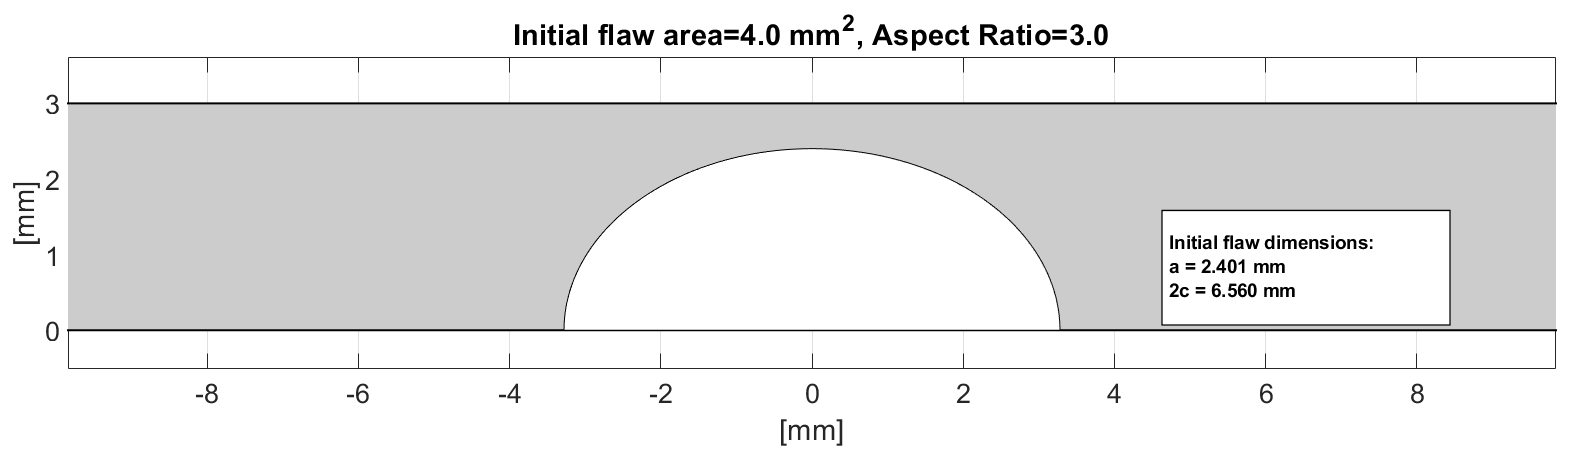 Initial flaw area=4.0 mm², Aspect Ratio=3.0
3
2
1
0
[mm]
Initial flaw dimensions:
a = 2.401 mm
2c = 6.560 mm
-8 -6 -4 -2 0 2 4 6 8
[mm]